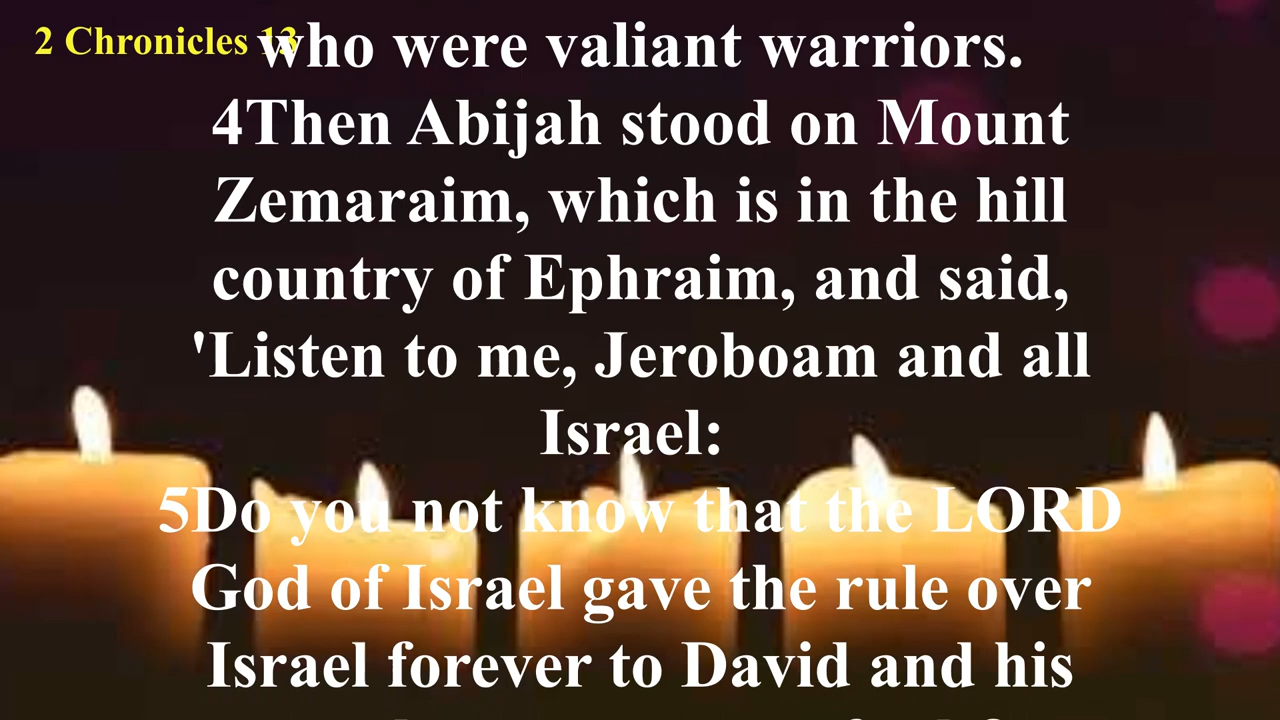 2 Chronicles 13
who were valiant warriors.
4Then Abijah stood on Mount
Zemaraim, which is in the hill
country of Ephraim, and said,
'Listen to me, Jeroboam and all
Israel:
5Do you not know that the LORD
God of Israel gave the rule over
Israel forever to David and his